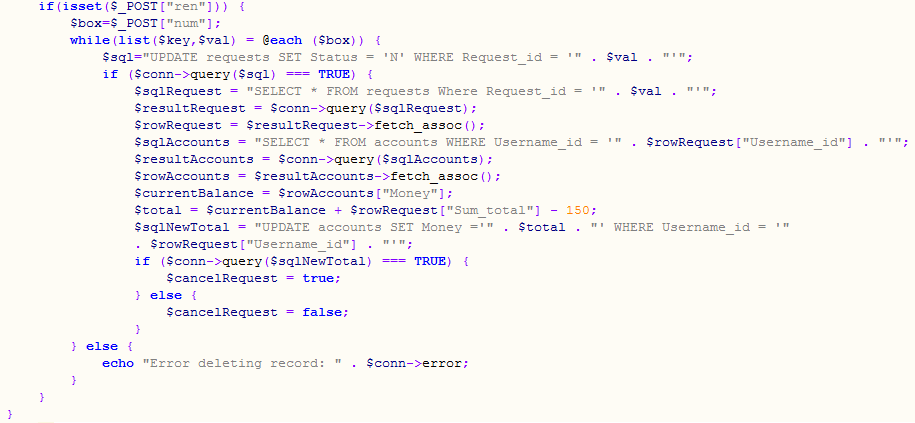 if(isset($_POST["ren"])) {
$box=$_POST["num"];
while(list($key,$val) = @each ($box)) {
$sql="UPDATE requests SET Status = 'N' WHERE Request_id = '" . $val . "'";
if ($conn->query($sql) === TRUE) {
$sqlRequest = "SELECT * FROM requests Where Request_id = '" . $val . "'";
$resultRequest = $conn->query($sqlRequest);
$rowRequest = $resultRequest->fetch_assoc();
$sqlAccounts = "SELECT * FROM accounts WHERE Username_id = '" . $rowRequest["Username_id"] . "'";
$resultAccounts = $conn->query($sqlAccounts);
$rowAccounts = $resultAccounts->fetch_assoc();
$currentBalance = $rowAccounts["Money"];
$total = $currentBalance + $rowRequest["Sum_total"] - 150;
$sqlNewTotal = "UPDATE accounts SET Money ='" . $total . "' WHERE Username_id = '"
. $rowRequest["Username_id"] . "'";
if ($conn->query($sqlNewTotal) === TRUE) {
$cancelRequest = true;
} else {
$cancelRequest = false;
}
} else {
echo "Error deleting record: " . $conn->error;
}
}
}